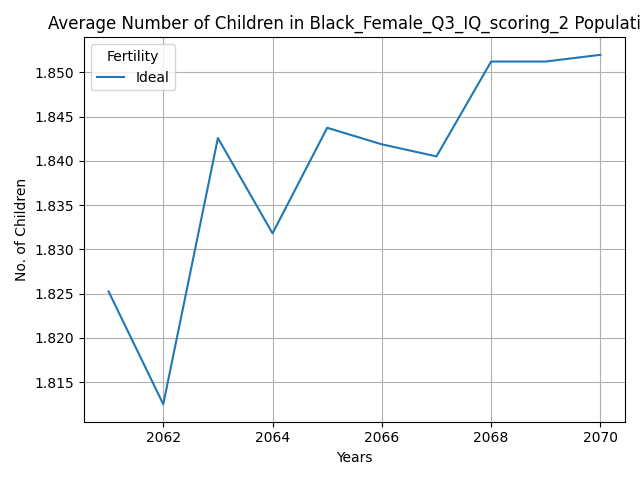 Average Number of Children in Black_Female_Q3_IQ_scoring_2 Populati
Fertility
Ideal
1.850
1.845
1.840
1.835
1.830
1.825
1.820
1.815
No. of Children
2062 2064 2066 2068 2070
Years